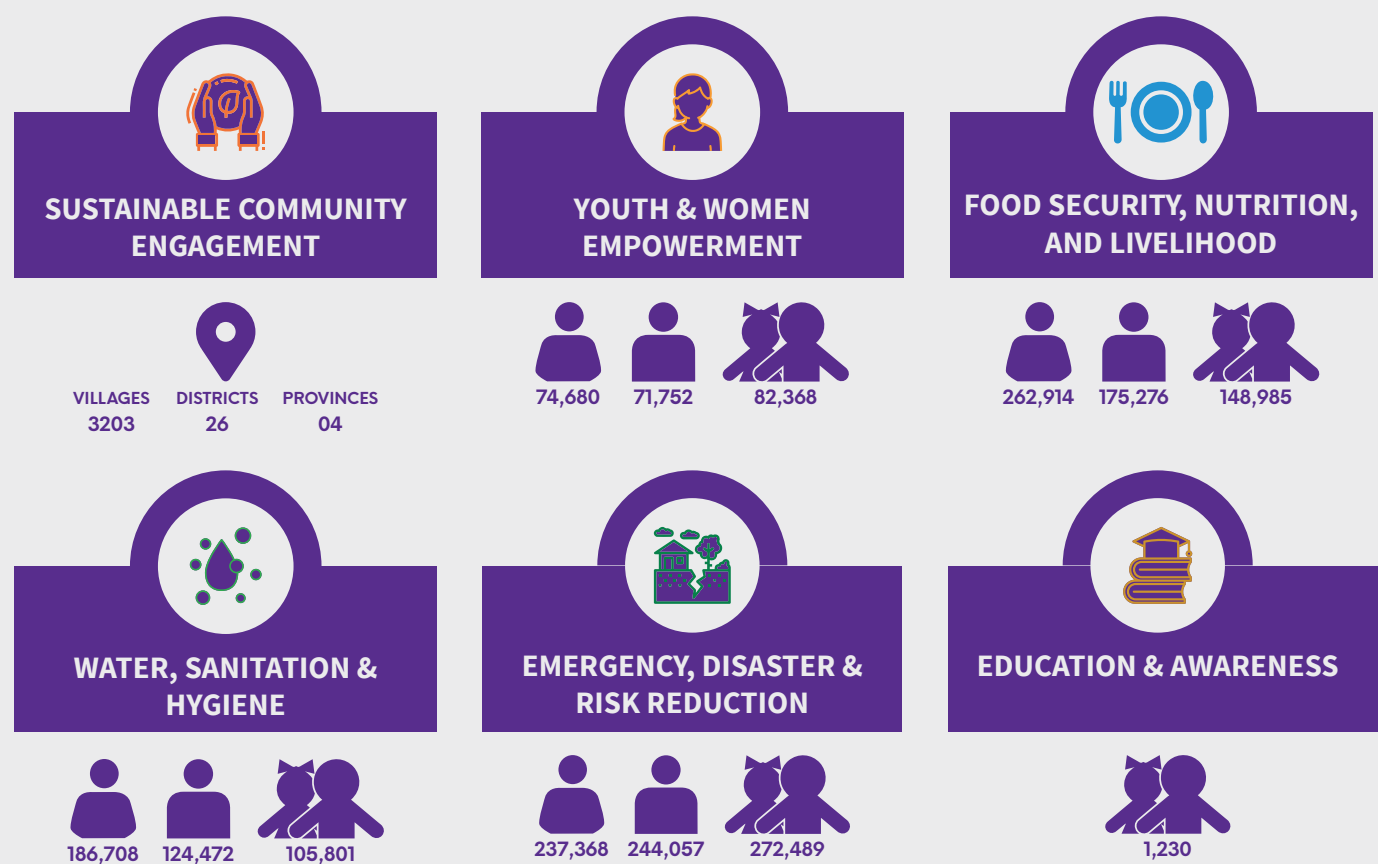 SUSTAINABLE COMMUNITY
ENGAGEMENT
VILLAGES DISTRICTS PROVINCES
3203 26 04
YOUTH & WOMEN
EMPOWERMENT
74,680 71,752 82,368
FOOD SECURITY, NUTRITION,
AND LIVELIHOOD
262,914 175,276 148,985
WATER, SANITATION &
HYGIENE
186,708 124,472 105,801
EMERGENCY, DISASTER &
RISK REDUCTION
237,368 244,057 272,489
EDUCATION & AWARENESS
1,230